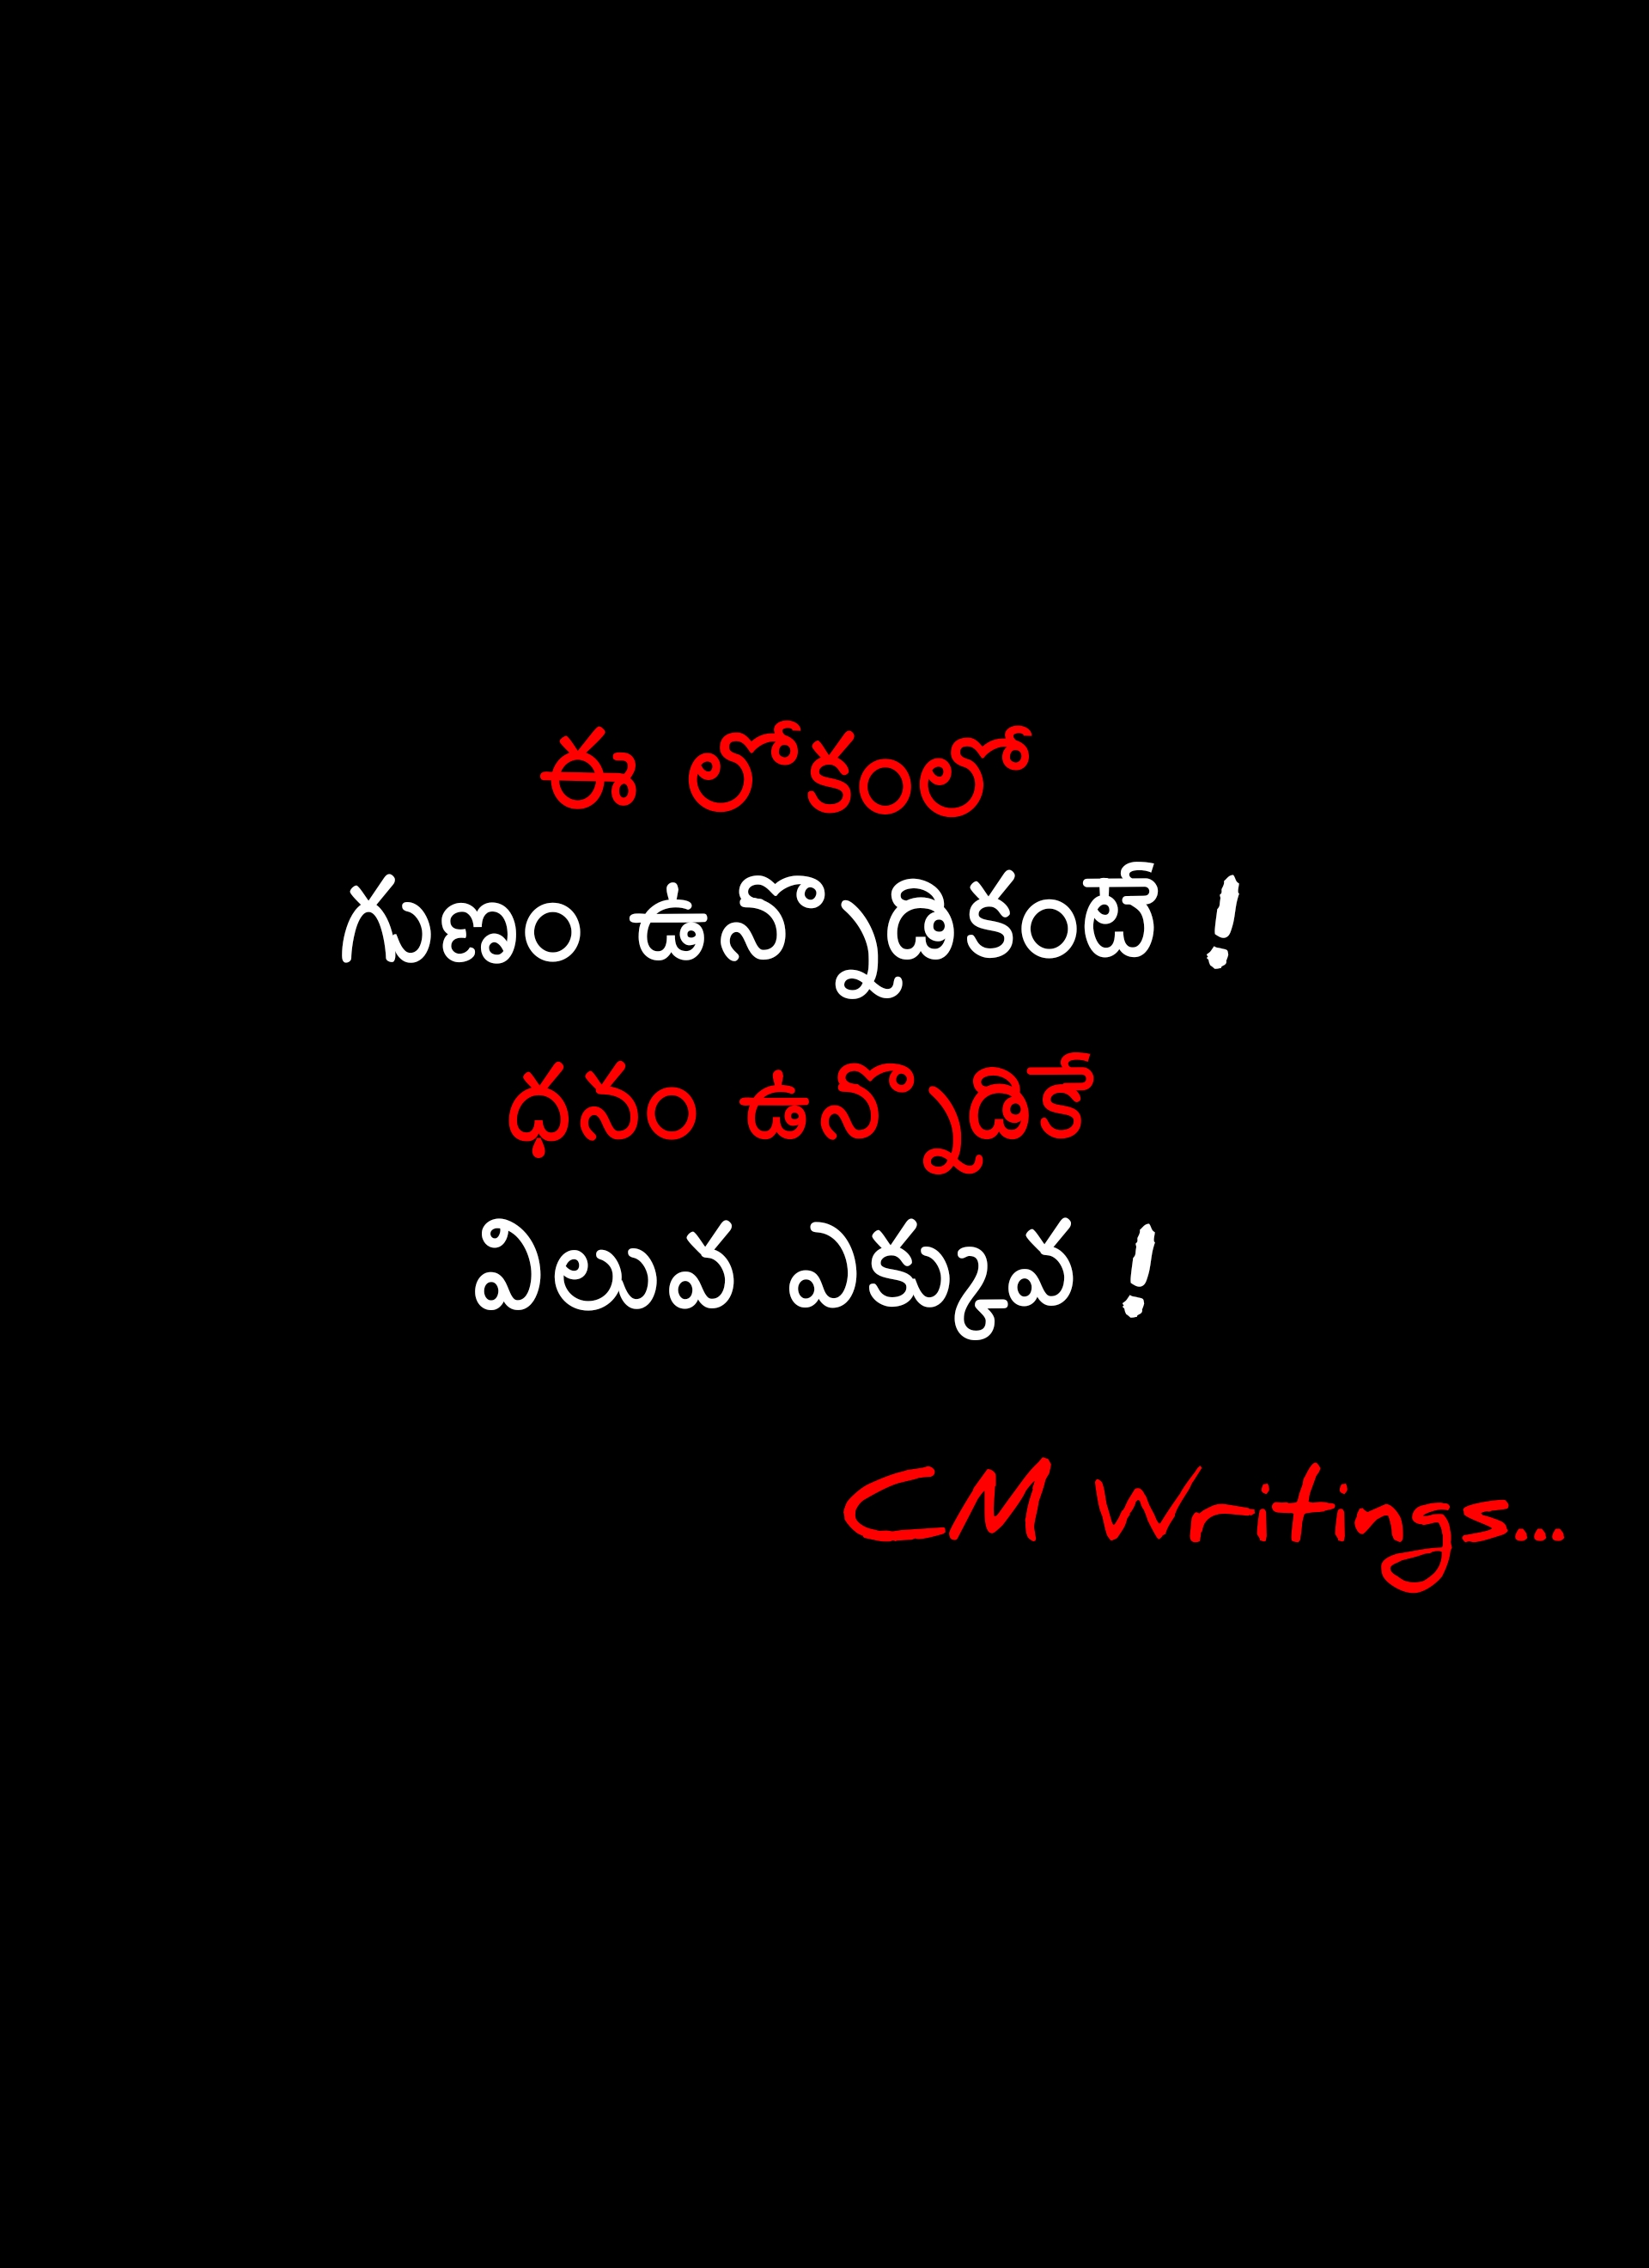 ఈ లోకంలో
గుణం ఉన్నొడికంటే !
ధనం ఉన్నొడికే
విలువ ఎక్కువ !
CM Writings...